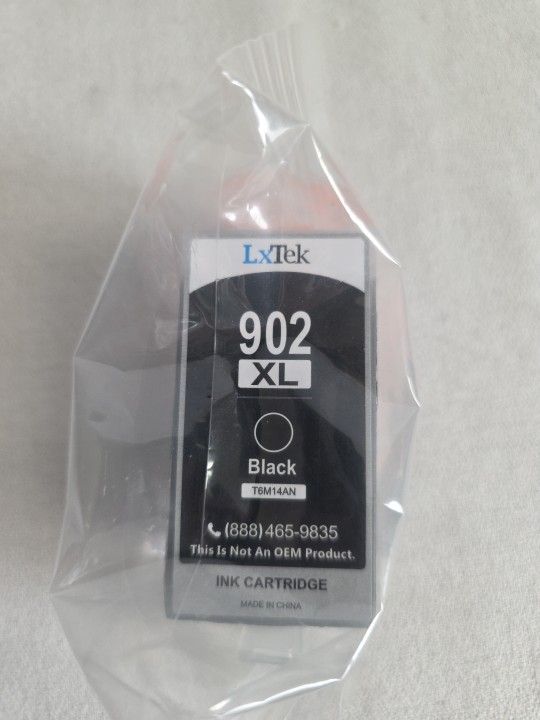 LxTek
902
XL
Black
T6M14AN
(888)465-9835
This Is Not An OEM Product.
INK CARTRIDGE
MADE IN CHINA